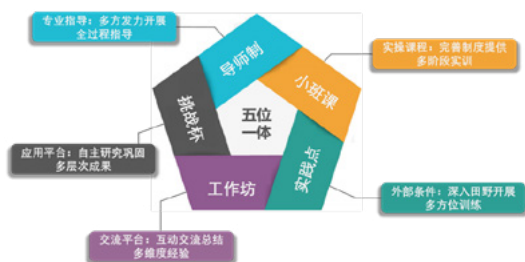 专业指导：多方发力开展
全过程指导
导师制
实操课程：完善制度提供
多阶段实训
小班课
挑战杯
五位
一体
应用平台：自主研究巩固
多层次成果
实践点
工作坊
外部条件：深入田野开展
多方位训练
交流平台：互动交流总结
多维度经验